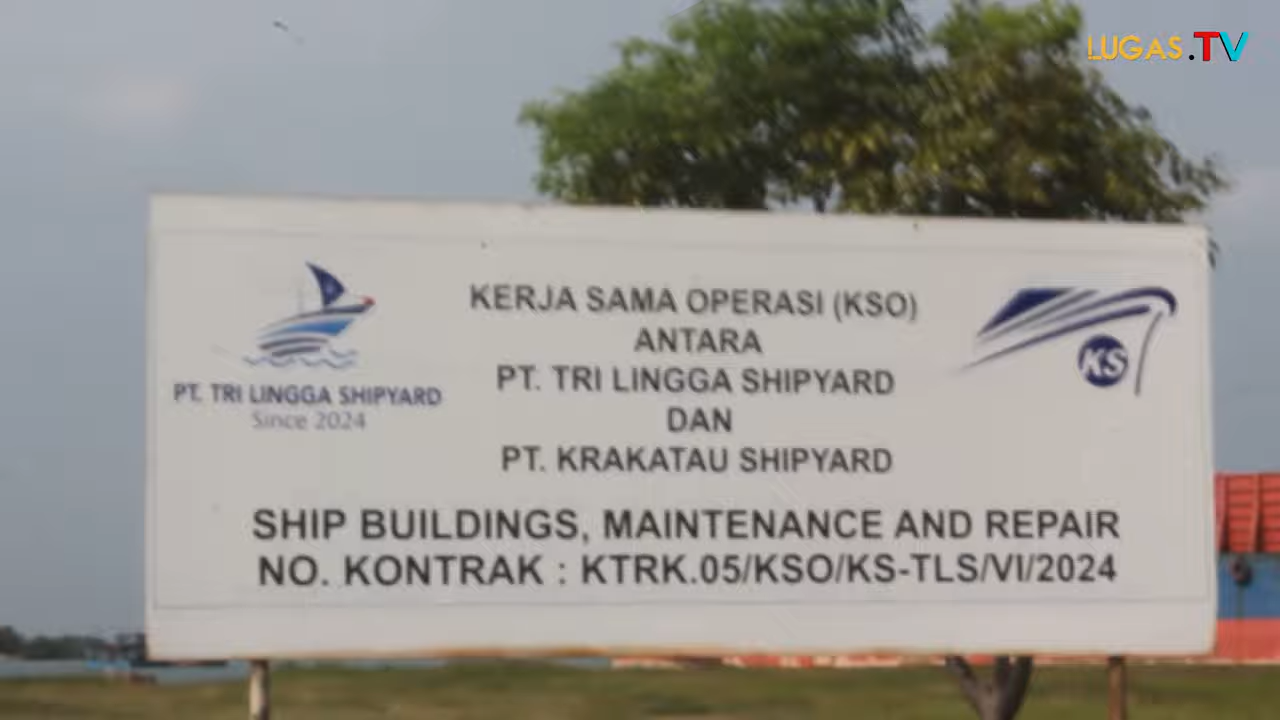 LUGAS.TV
KERJA SAMA OPERASI (KSO)
ANTARA
PT. TRI LINGGA SHIPYARD
DAN
PT. KRAKATAU SHIPYARD
PT. TRI LINGGA SHIPYARD
Since 2024
KS
SHIP BUILDINGS, MAINTENANCE AND REPAIR
NO. KONTRAK : KTRK.05/KSO/KS-TLS/VI/2024